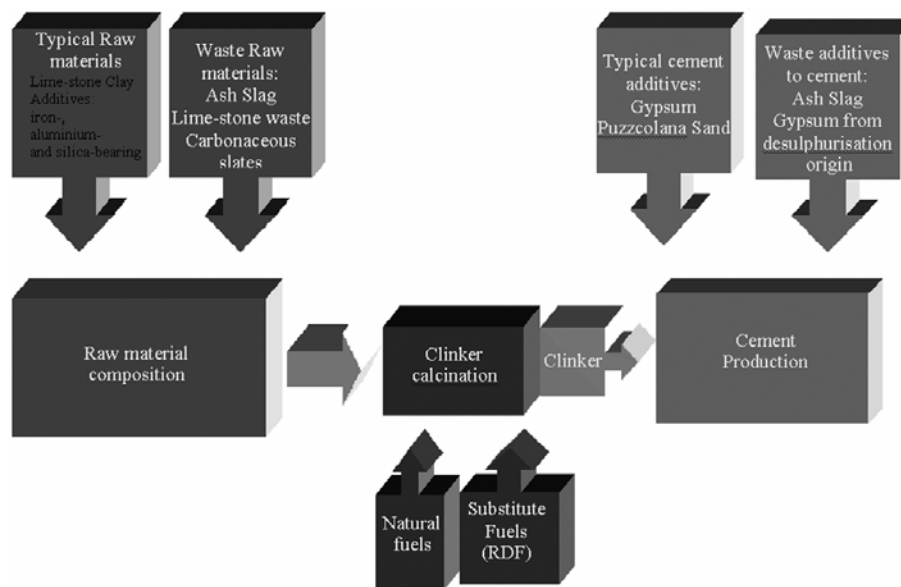 Typical Raw
materials
Lime-stone Clay
Additives:
iron-,
aluminium-
and silica-bearing
Waste Raw
materials:
Ash Slag
Lime-stone waste
Carbonaceous
slates
Typical cement
additives:
Gypsum
Puzzcolana Sand
Waste additives
to cement:
Ash Slag
Gypsum from
desulphurisation
origin
Raw material
composition
Clinker
calcination
Clinker
Cement
Production
Natural
fuels
Substitute
Fuels
(RDF)